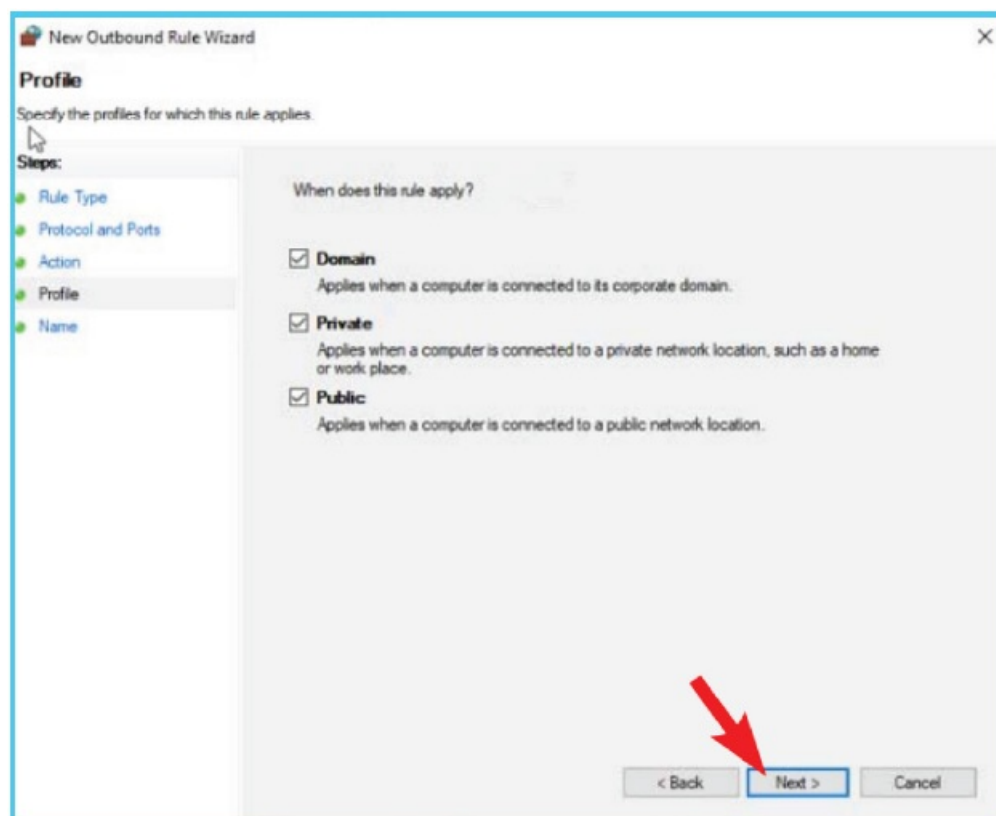 New Outbound Rule Wizard
Profile
Specify the profiles for which this rule applies.
Steps:
Rule Type
Protocol and Ports
Action
Profile
Name
When does this rule apply?
Domain
Applies when a computer is connected to its corporate domain.
Private
Applies when a computer is connected to a private network location, such as a home
or work place.
Public
Applies when a computer is connected to a public network location.
< Back
Next >
Cancel